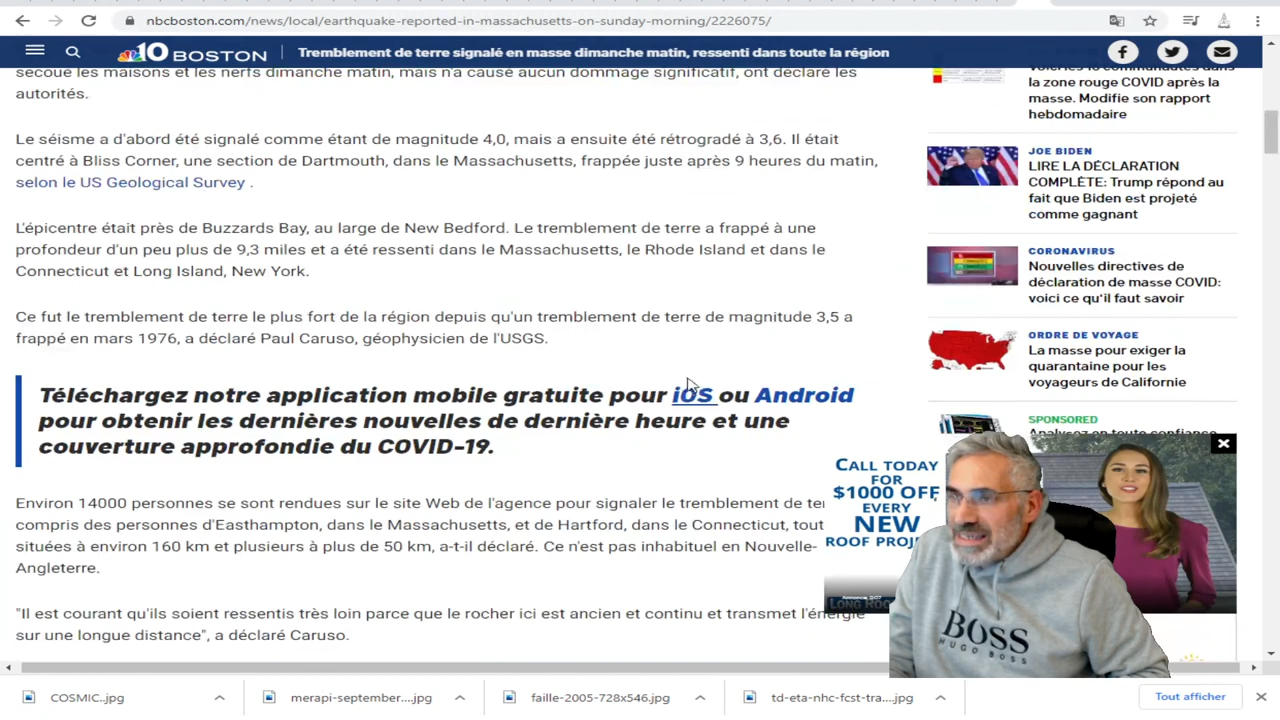 nbcboston.com/news/local/earthquake-reported-in-massachusetts-on-sunday-morning/2226075/
10 BOSTON
Tremblement de terre signalé en masse dimanche matin, ressenti dans toute la région
secoué les maisons et les nerfs dimanche matin, mais n'a causé aucun dommage significatif, ont déclaré les
autorités.
Le séisme a d'abord été signalé comme étant de magnitude 4,0, mais a ensuite été rétrogradé à 3,6. Il était
centré à Bliss Corner, une section de Dartmouth, dans le Massachusetts, frappée juste après 9 heures du matin,
selon le US Geological Survey .
L'épicentre était près de Buzzards Bay, au large de New Bedford. Le tremblement de terre a frappé à une
profondeur d'un peu plus de 9,3 miles et a été ressenti dans le Massachusetts, le Rhode Island et dans le
Connecticut et Long Island, New York.
Ce fut le tremblement de terre le plus fort de la région depuis qu'un tremblement de terre de magnitude 3,5 a
frappé en mars 1976, a déclaré Paul Caruso, géophysicien de l'USGS.
Téléchargez notre application mobile gratuite pour iOS ou Android
pour obtenir les dernières nouvelles de dernière heure et une
couverture approfondie du COVID-19.
Environ 14000 personnes se sont rendues sur le site Web de l'agence pour signaler le tremblement de
compris des personnes d'Easthampton, dans le Massachusetts, et de Hartford, dans le Connecticut, tout
situées à environ 160 km et plusieurs à plus de 50 km, a-t-il déclaré. Ce n'est pas inhabituel en Nouvelle-
Angleterre.
"Il est courant qu'ils soient ressentis très loin parce que le rocher ici est ancien et continu et transmet l'énergie
sur une longue distance", a déclaré Caruso.
la zone rouge COVID après la
masse. Modifie son rapport
hebdomadaire
JOE BIDEN
LIRE LA DÉCLARATION
COMPLÈTE: Trump répond au
fait que Biden est projeté
comme gagnant
CORONAVIRUS
Nouvelles directives de
déclaration de masse COVID:
voici ce qu'il faut savoir
ORDRE DE VOYAGE
La masse pour exiger la
quarantaine pour les
voyageurs de Californie
SPONSORED
Analysez en toute confiance
CALL TODAY
FOR
$1000 OFF
EVERY
NEW
ROOF
Annonce 2:07
LONG
BOSS
HUGO BOSS
COSMIC..jpg
merapi-september....jpg
faille-2005-728x546.jpg
td-eta-nhc-fcst-tra....jpg
Tout afficher